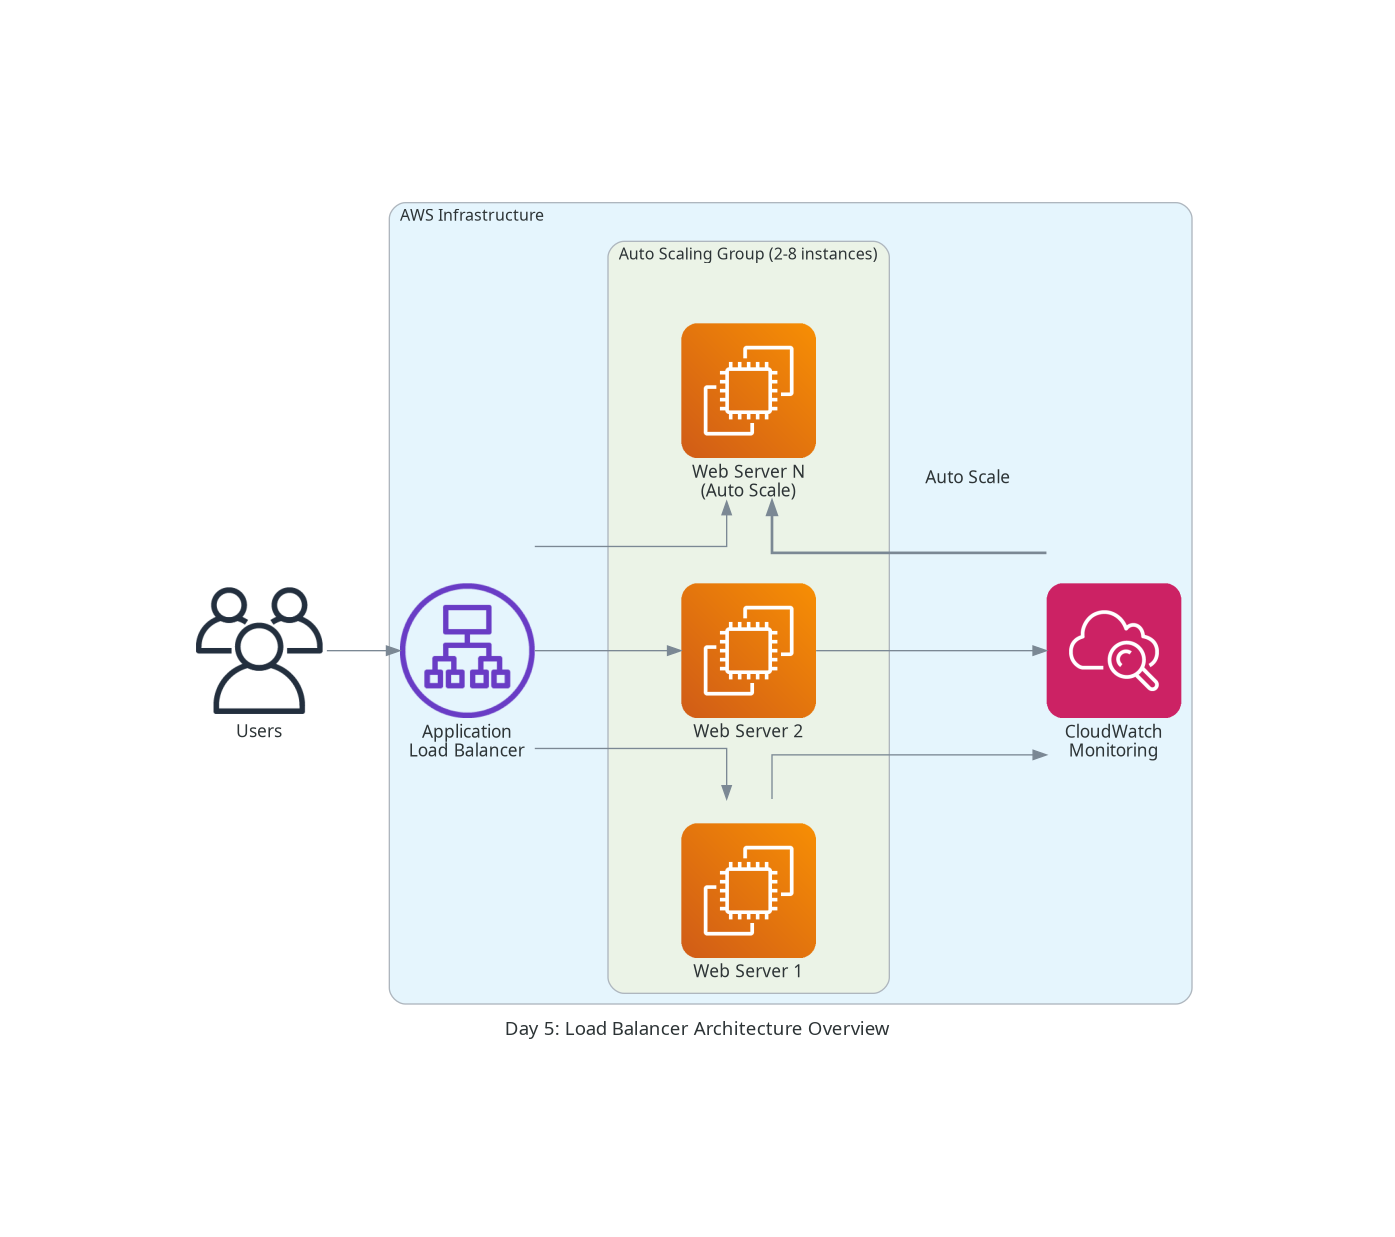 AWS Infrastructure
Auto Scaling Group (2-8 instances)
Web Server N
(Auto Scale)
Auto Scale
Users
Application
Load Balancer
Web Server 2
CloudWatch
Monitoring
Web Server 1
Day 5: Load Balancer Architecture Overview